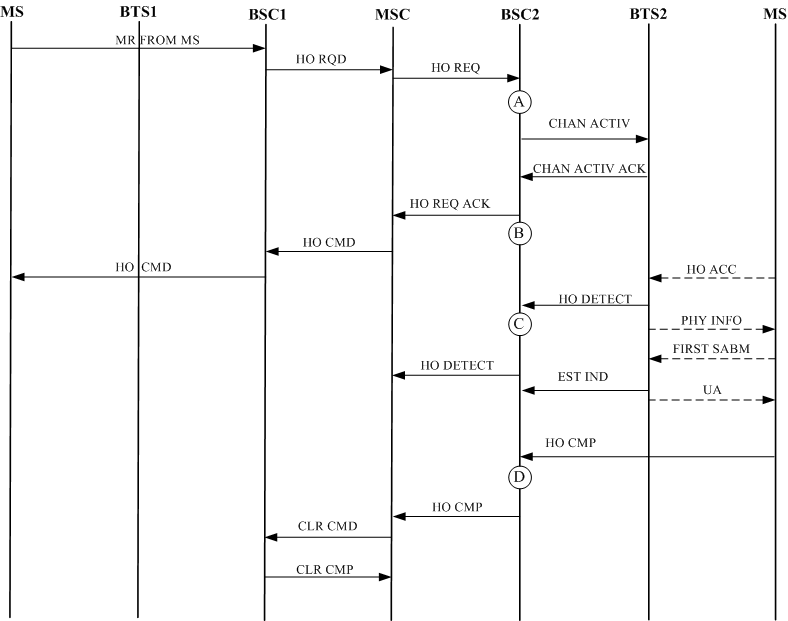 MS BTS1 BSC1 MSC BSC2 BTS2 MS
MR FROM MS
HO RQD
HO REQ
A
CHAN ACTIV
CHAN ACTIV ACK
HO REQ ACK
B
HO CMD
HO CMD
HO ACC
HO DETECT
C
PHY INFO
FIRST SABM
HO DETECT
EST IND
UA
HO CMP
D
HO CMP
CLR CMD
CLR CMP